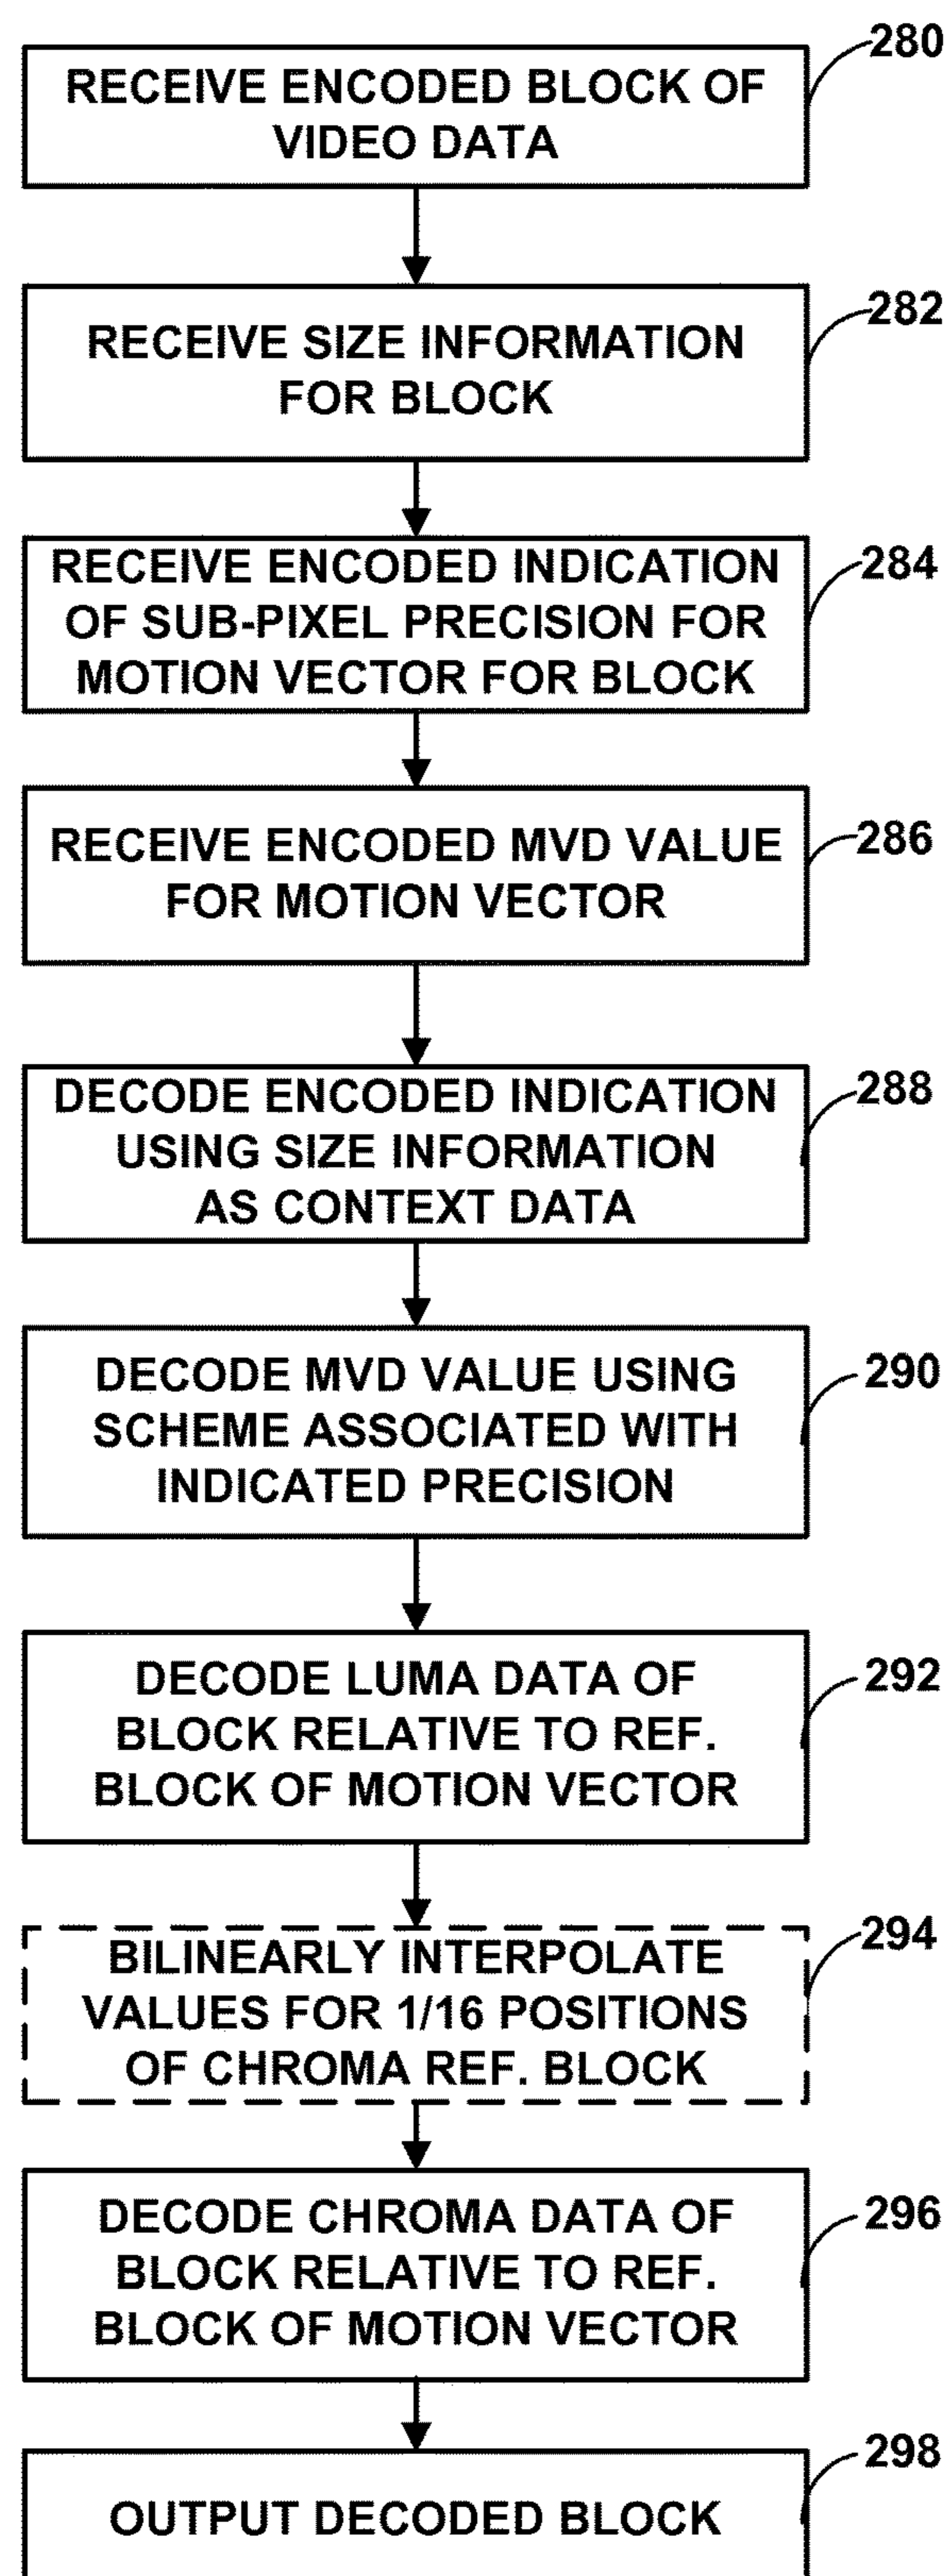 280
RECEIVE ENCODED BLOCK OF
VIDEO DATA
282
RECEIVE SIZE INFORMATION
FOR BLOCK
284
RECEIVE ENCODED INDICATION
OF SUB-PIXEL PRECISION FOR
MOTION VECTOR FOR BLOCK
286
RECEIVE ENCODED MVD VALUE
FOR MOTION VECTOR
288
DECODE ENCODED INDICATION
USING SIZE INFORMATION
AS CONTEXT DATA
290
DECODE MVD VALUE USING
SCHEME ASSOCIATED WITH
INDICATED PRECISION
292
DECODE LUMA DATA OF
BLOCK RELATIVE TO REF.
BLOCK OF MOTION VECTOR
294
BILINEARLY INTERPOLATE
VALUES FOR 1/16 POSITIONS
OF CHROMA REF. BLOCK
296
DECODE CHROMA DATA OF
BLOCK RELATIVE TO REF.
BLOCK OF MOTION VECTOR
298
OUTPUT DECODED BLOCK